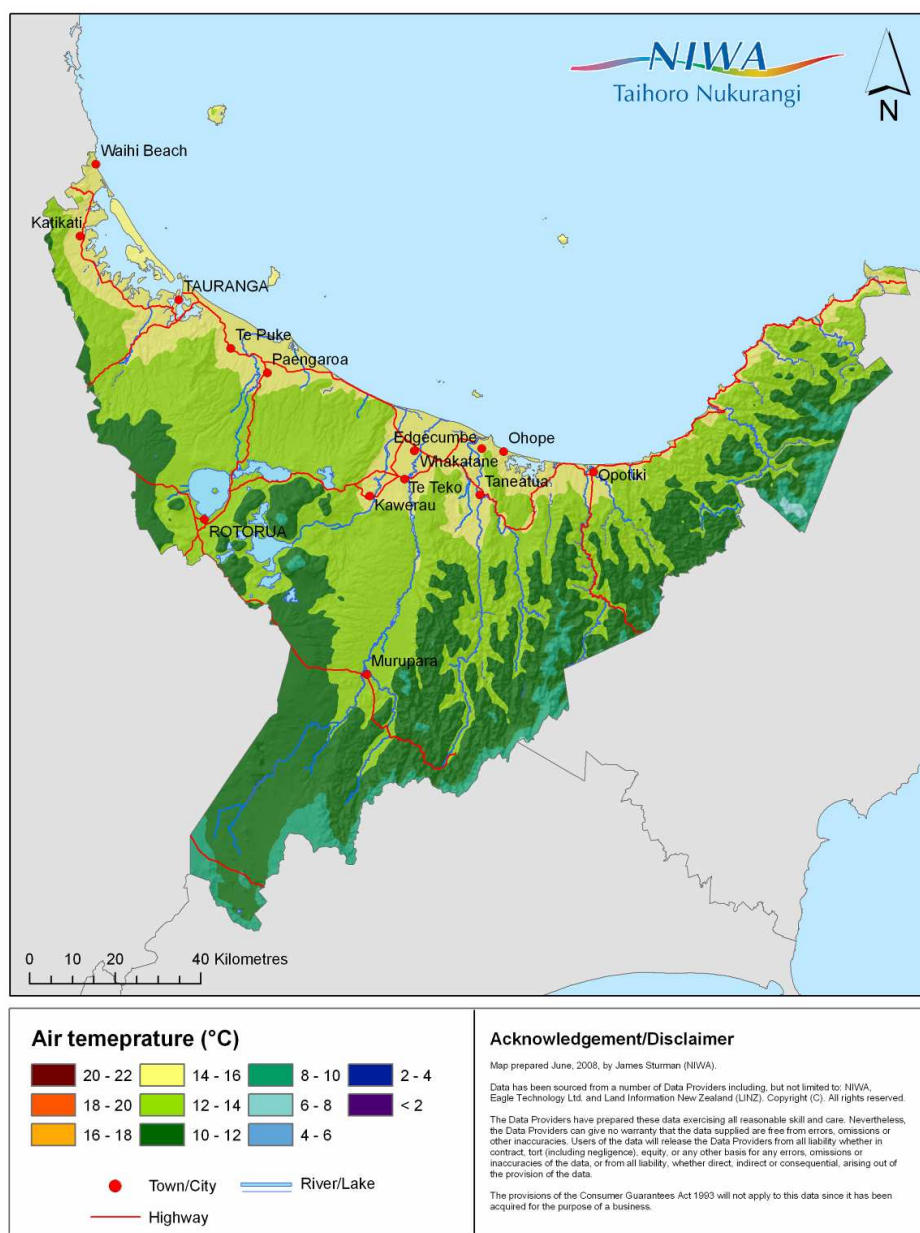 NIWA
Taihoro Nukurangi
N
Waihi Beach
Katikati
TAURANGA
Te Puke
Paengaroa
Edgecumbe
Ohope
Whakatane
Opotiki
Te Teko
Taneatua
Kawerau
ROTORUA
Murupara
0 10 20 40 Kilometres
Air temeprature (°C)
20 - 22 14 - 16 8 - 10 2 - 4
18 - 20 12 - 14 6 - 8 < 2
16 - 18 10 - 12 4 - 6
Town/City River/Lake
Highway
Acknowledgement/Disclaimer
Map prepared June, 2008, by James Sturman (NIWA).
Data has been sourced from a number of Data Providers including, but not limited to: NIWA,
Eagle Technology Ltd. and Land Information New Zealand (LINZ). Copyright (C). All rights reserved.
The Data Providers have prepared these data exercising all reasonable skill and care. Nevertheless,
the Data Providers can give no warranty that the data supplied are free from errors, omissions or
other inaccuracies. Users of the data will release the Data Providers from all liability whether in
contract, tort (including negligence), equity, or any other basis for any errors, omissions or
inaccuracies of the data, or from all liability, whether direct, indirect or consequential, arising out of
the provision of the data.
The provisions of the Consumer Guarantees Act 1993 will not apply to this data since it has been
acquired for the purpose of a business.